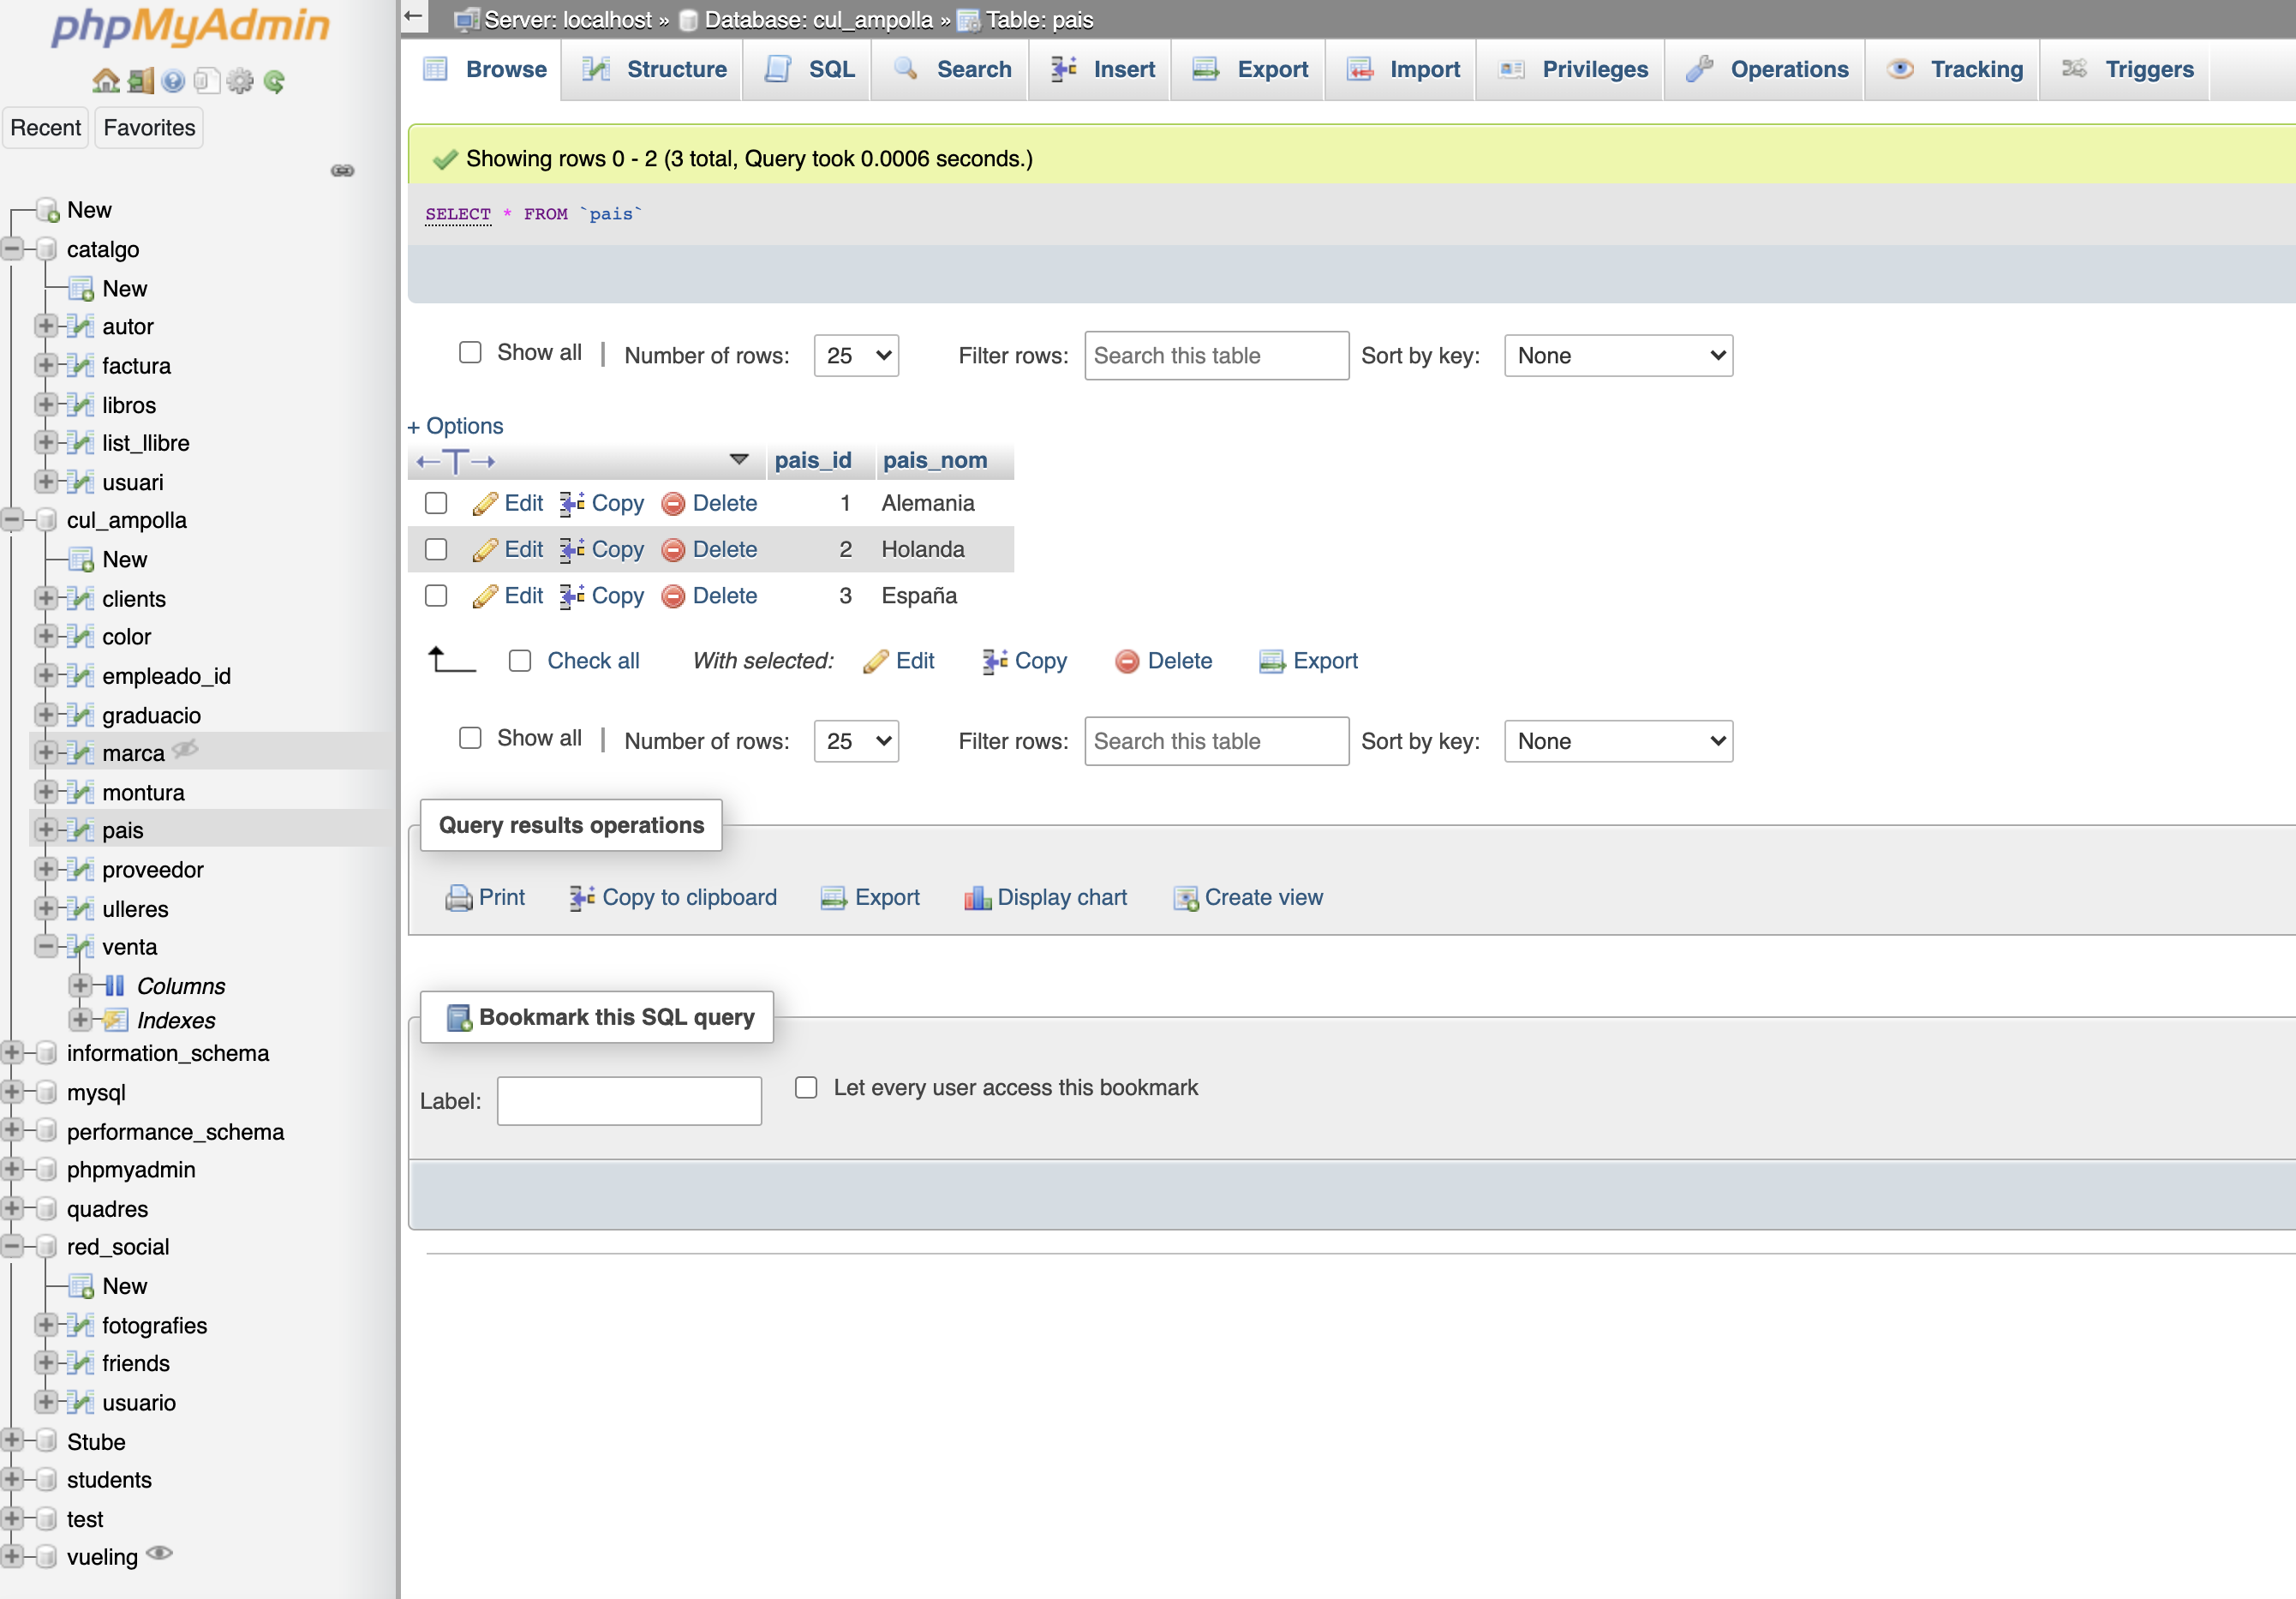 phpMyAdmin
Recent Favorites
New
catalgo
New
autor
factura
libros
list_llibre
usuari
cul_ampolla
New
clients
color
empleado_id
graduacio
marca
montura
pais
proveedor
ulleres
venta
Columns
Indexes
information_schema
mysql
performance_schema
phpmyadmin
quadres
red_social
New
fotografies
friends
usuario
Stube
students
test
vueling
Server: localhost » Database: cul_ampolla » Table: pais
Browse Structure SQL Search Insert Export Import Privileges Operations Tracking Triggers
Showing rows 0 - 2 (3 total, Query took 0.0006 seconds.)
SELECT * FROM `pais`
Show all | Number of rows: 25 Filter rows: Search this table Sort by key: None
+ Options
←T→ pais_id pais_nom
Edit Copy Delete 1 Alemania
Edit Copy Delete 2 Holanda
Edit Copy Delete 3 España
Check all With selected: Edit Copy Delete Export
Show all | Number of rows: 25 Filter rows: Search this table Sort by key: None
Query results operations
Print Copy to clipboard Export Display chart Create view
Bookmark this SQL query
Label: Let every user access this bookmark